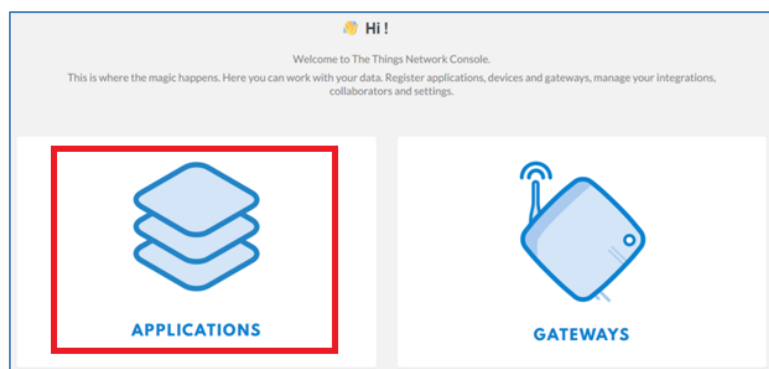 Hi !
Welcome to The Things Network Console.
This is where the magic happens. Here you can work with your data. Register applications, devices and gateways, manage your integrations,
collaborators and settings.
APPLICATIONS
GATEWAYS